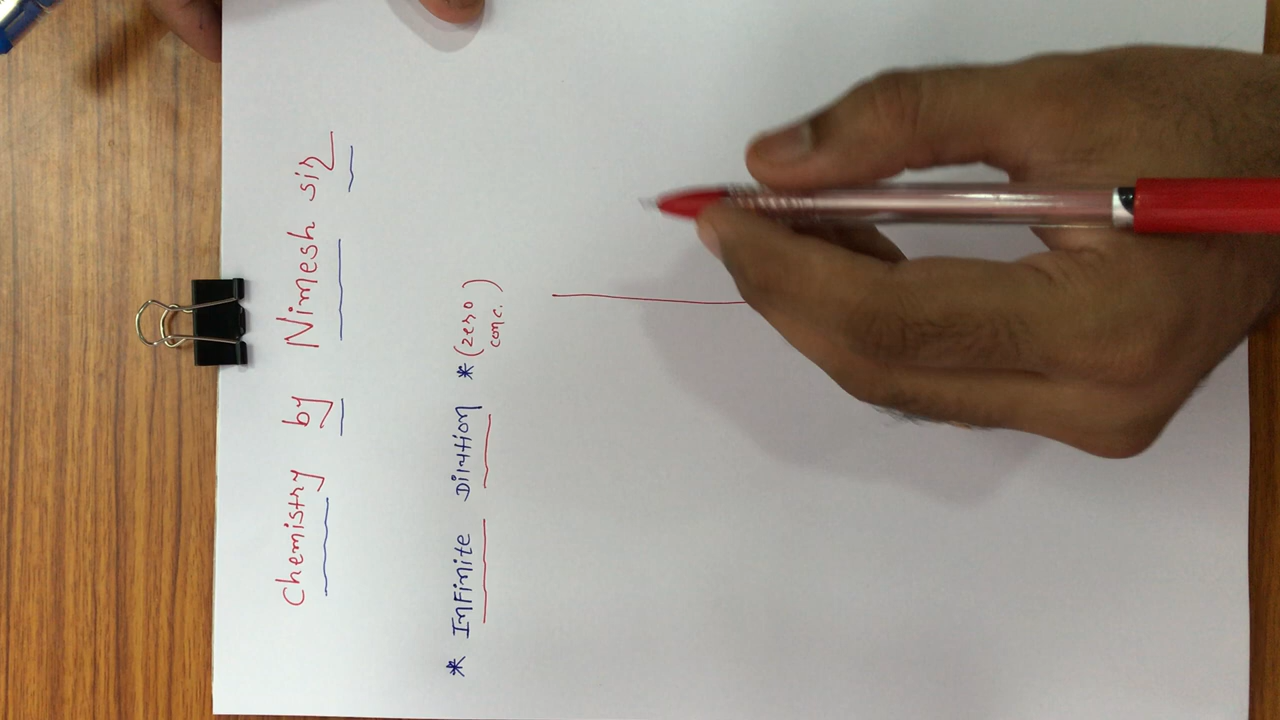 Chemistry by Nimesh sir
* Infinite Dilution * (zero conc.)